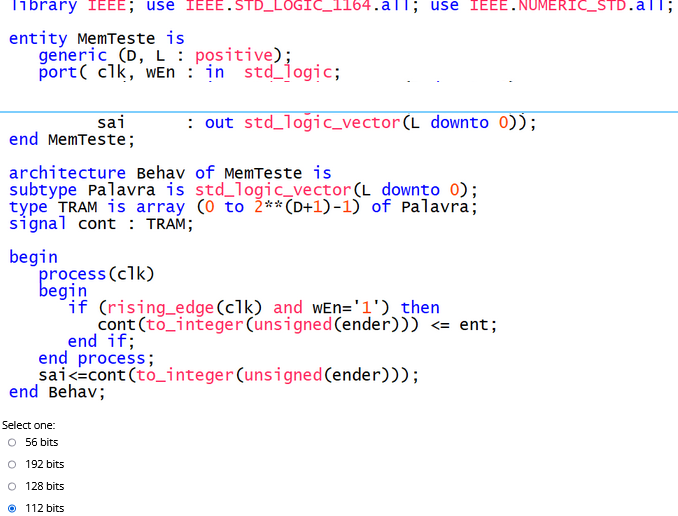 library IEEE; use IEEE.STD_LOGIC_1164.all; use IEEE.NUMERIC_STD.all;
entity MemTeste is
generic (D, L : positive);
port( clk, wEn : in std_logic;
sai : out std_logic_vector(L downto 0));
end MemTeste;
architecture Behav of MemTeste is
subtype Palavra is std_logic_vector(L downto 0);
type TRAM is array (0 to 2**(D+1)-1) of Palavra;
signal cont : TRAM;
begin
process(clk)
begin
if (rising_edge(clk) and wEn='1') then
cont(to_integer(unsigned(ender))) <= ent;
end if;
end process;
sai<=cont(to_integer(unsigned(ender)));
end Behav;
Select one:
56 bits
192 bits
128 bits
112 bits